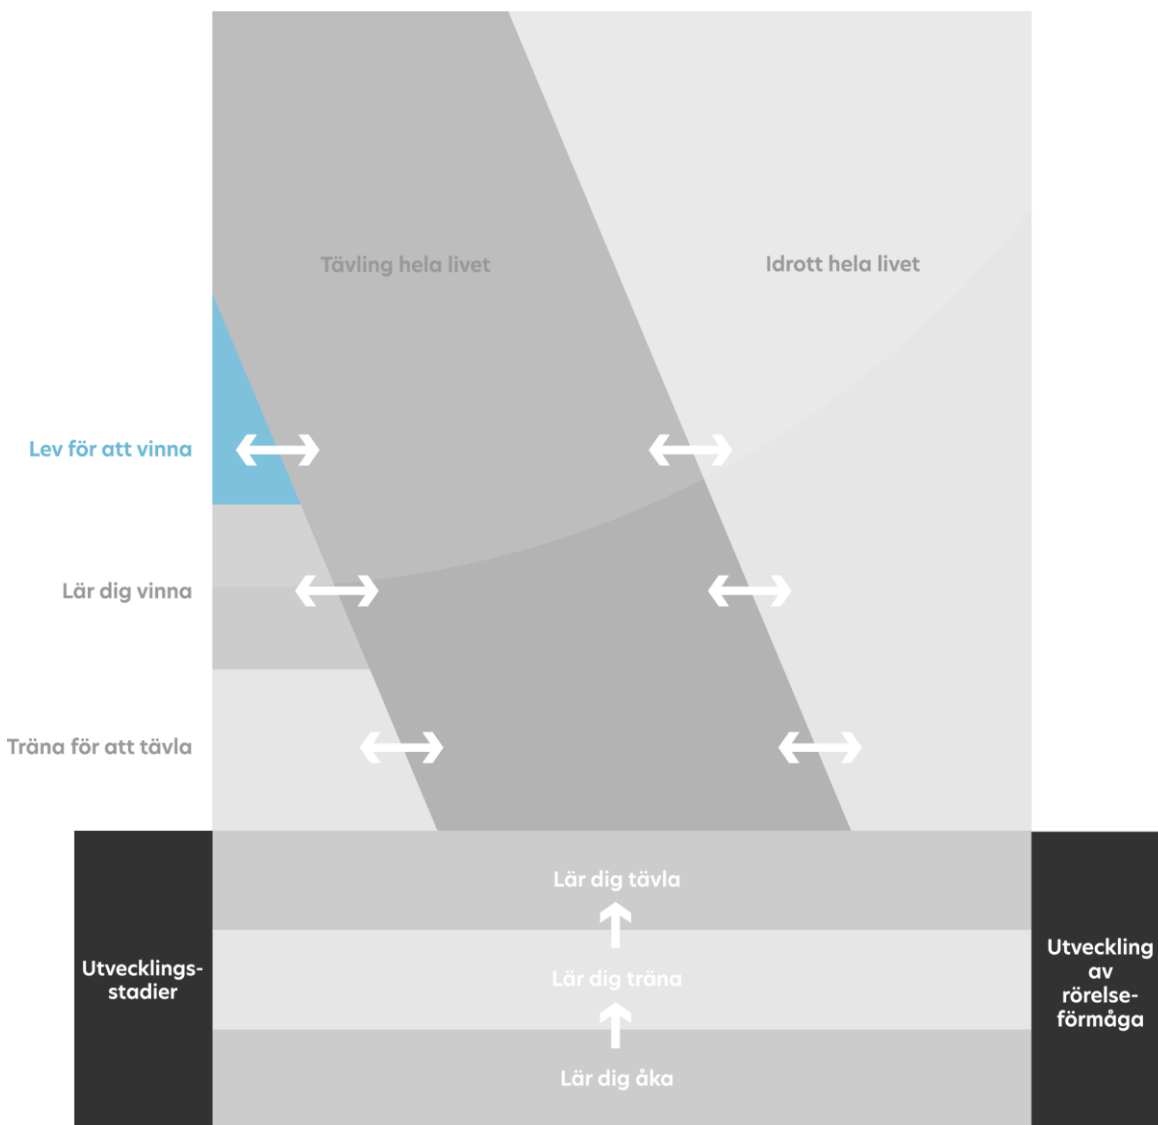 Tävling hela livet
Idrott hela livet
Lev för att vinna
Lär dig vinna
Träna för att tävla
Lär dig tävla
Utvecklings-
stadier
Lär dig träna
Utveckling
av
rörelse-
förmåga
Lär dig åka